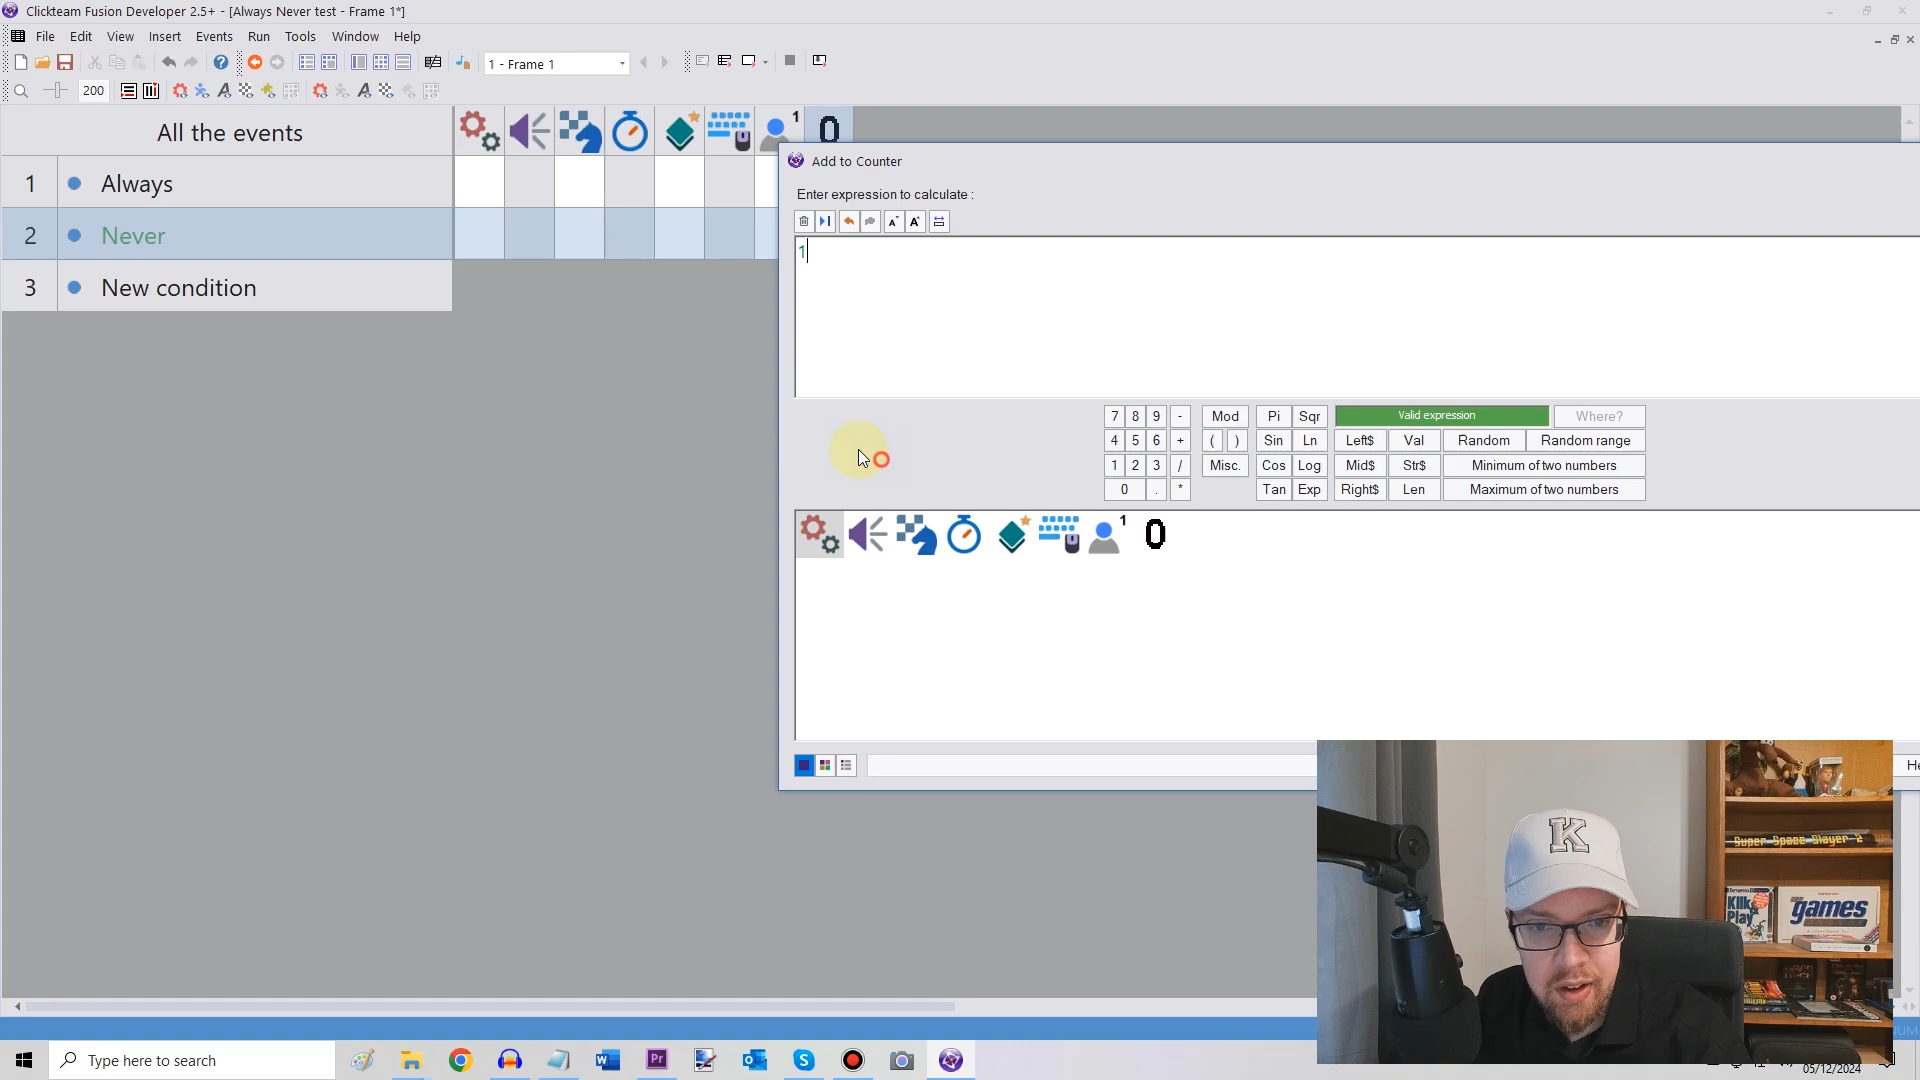 Clickteam Fusion Developer 2.5+ - [Always Never test - Frame 1*]
File Edit View Insert Events Run Tools Window Help
1 - Frame 1
200
All the events
1
0
1 Always
2 Never
3 New condition
Add to Counter
Enter expression to calculate :
1
7 8 9 - Mod Pi Sqr Valid expression Where?
4 5 6 + ( ) Sin Ln Left$ Val Random Random range
1 2 3 / Misc. Cos Log Mid$ Str$ Minimum of two numbers
0 . * Tan Exp Right$ Len Maximum of two numbers
1
0
K
Super Space Slayer 2
Klik
Play
games
Type here to search
05/12/2024